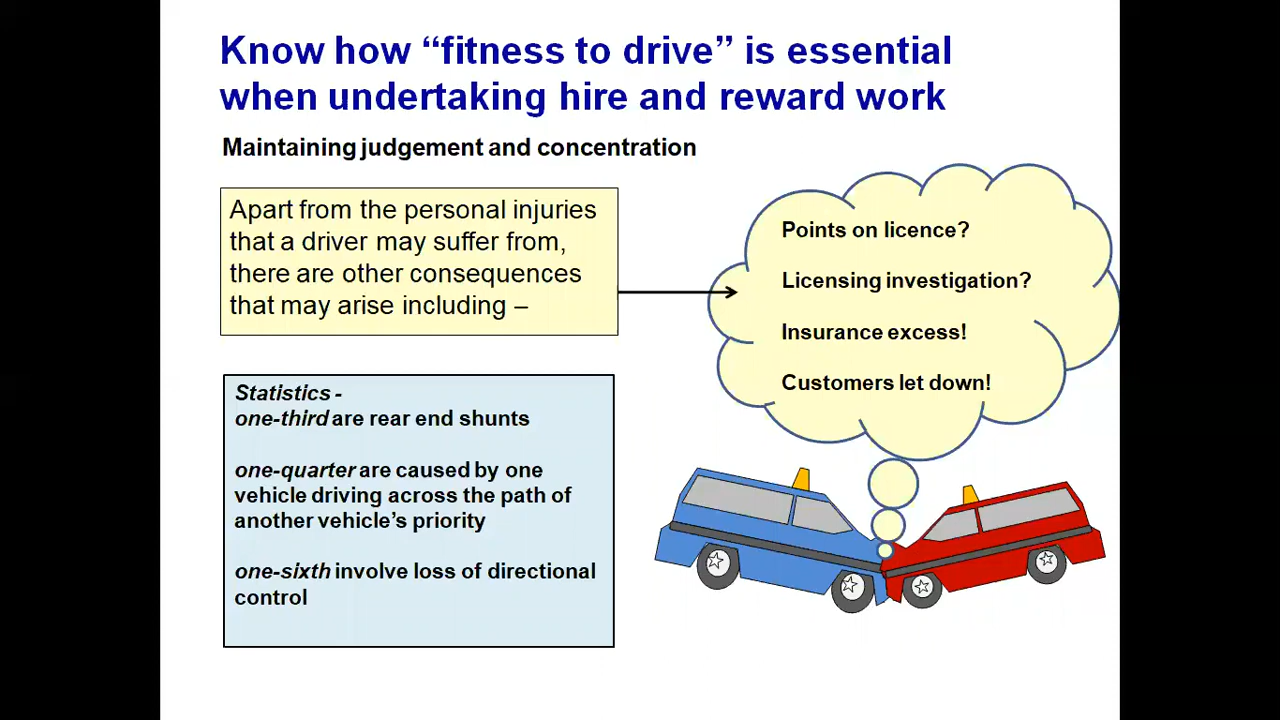 Know how “fitness to drive” is essential
when undertaking hire and reward work
Maintaining judgement and concentration
Apart from the personal injuries
that a driver may suffer from,
there are other consequences
that may arise including –
Points on licence?
Licensing investigation?
Insurance excess!
Customers let down!
Statistics -
one-third are rear end shunts
one-quarter are caused by one
vehicle driving across the path of
another vehicle’s priority
one-sixth involve loss of directional
control